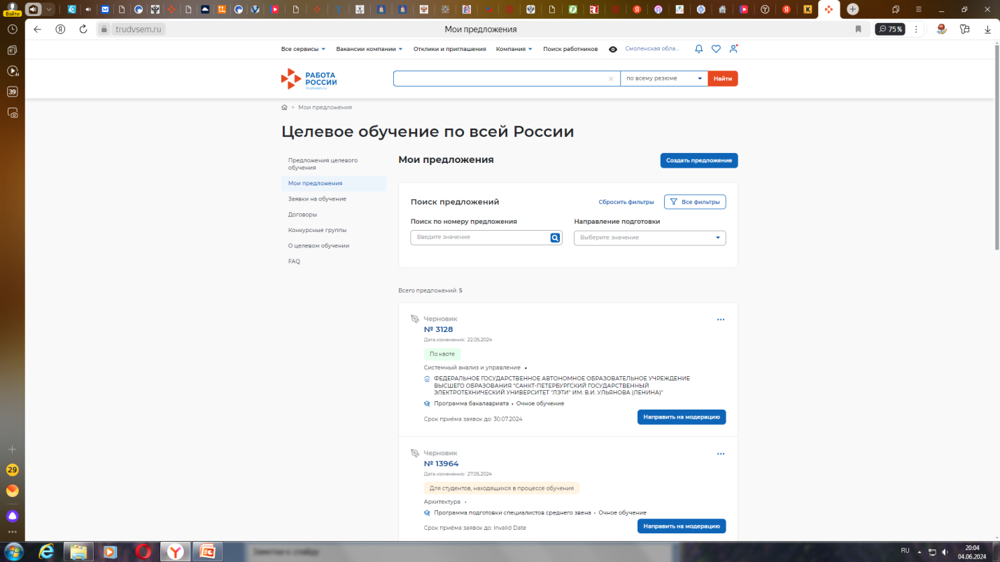 Войти
trudvsem.ru
Мои предложения
75%
39
29
Все сервисы
Вакансии компании
Отклики и приглашения
Компания
Поиск работников
Смоленская обла...
РАБОТА
РОССИИ
trudvsem.ru
по всему резюме
Найти
> Мои предложения
Целевое обучение по всей России
Предложения целевого
обучения
Мои предложения
Заявки на обучение
Договоры
Конкурсные группы
О целевом обучении
FAQ
Мои предложения
Создать предложение
Поиск предложений
Сбросить фильтры
Все фильтры
Поиск по номеру предложения
Направление подготовки
Введите значение
Выберите значение
Всего предложений: 5
Черновик
№ 3128
Дата изменения: 22.05.2024
По квоте
Системный анализ и управление •
ФЕДЕРАЛЬНОЕ ГОСУДАРСТВЕННОЕ АВТОНОМНОЕ ОБРАЗОВАТЕЛЬНОЕ УЧРЕЖДЕНИЕ
ВЫСШЕГО ОБРАЗОВАНИЯ "САНКТ-ПЕТЕРБУРГСКИЙ ГОСУДАРСТВЕННЫЙ
ЭЛЕКТРОТЕХНИЧЕСКИЙ УНИВЕРСИТЕТ "ЛЭТИ" ИМ. В.И. УЛЬЯНОВА (ЛЕНИНА)"
Программа бакалавриата • Очное обучение
Срок приёма заявок до: 30.07.2024
Направить на модерацию
Черновик
№ 13964
Дата изменения: 27.05.2024
Для студентов, находящихся в процессе обучения
Архитектура •
Программа подготовки специалистов среднего звена • Очное обучение
Срок приёма заявок до: Invalid Date
Направить на модерацию
Заметки к слайду
RU
20:04
04.06.2024